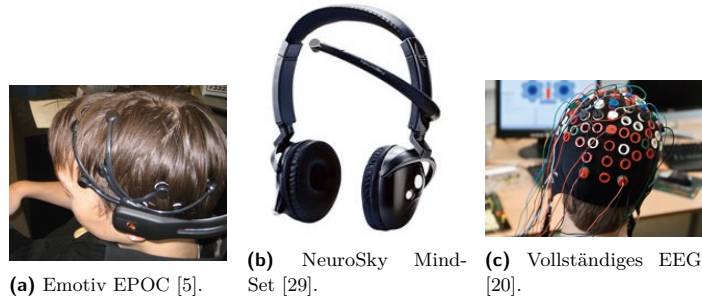 (a) Emotiv EPOC [5].
(b) NeuroSky Mind-
Set [29].
(c) Vollständiges EEG
[20].